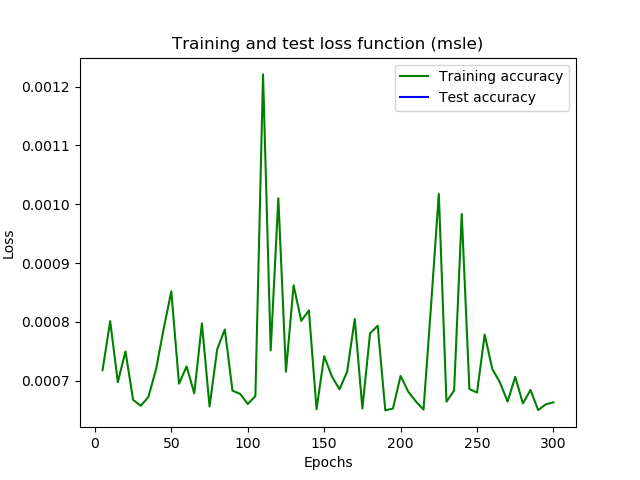 Training and test loss function (msle)
Training accuracy
Test accuracy
0.0012
0.0011
0.0010
0.0009
0.0008
0.0007
Loss
0 50 100 150 200 250 300
Epochs